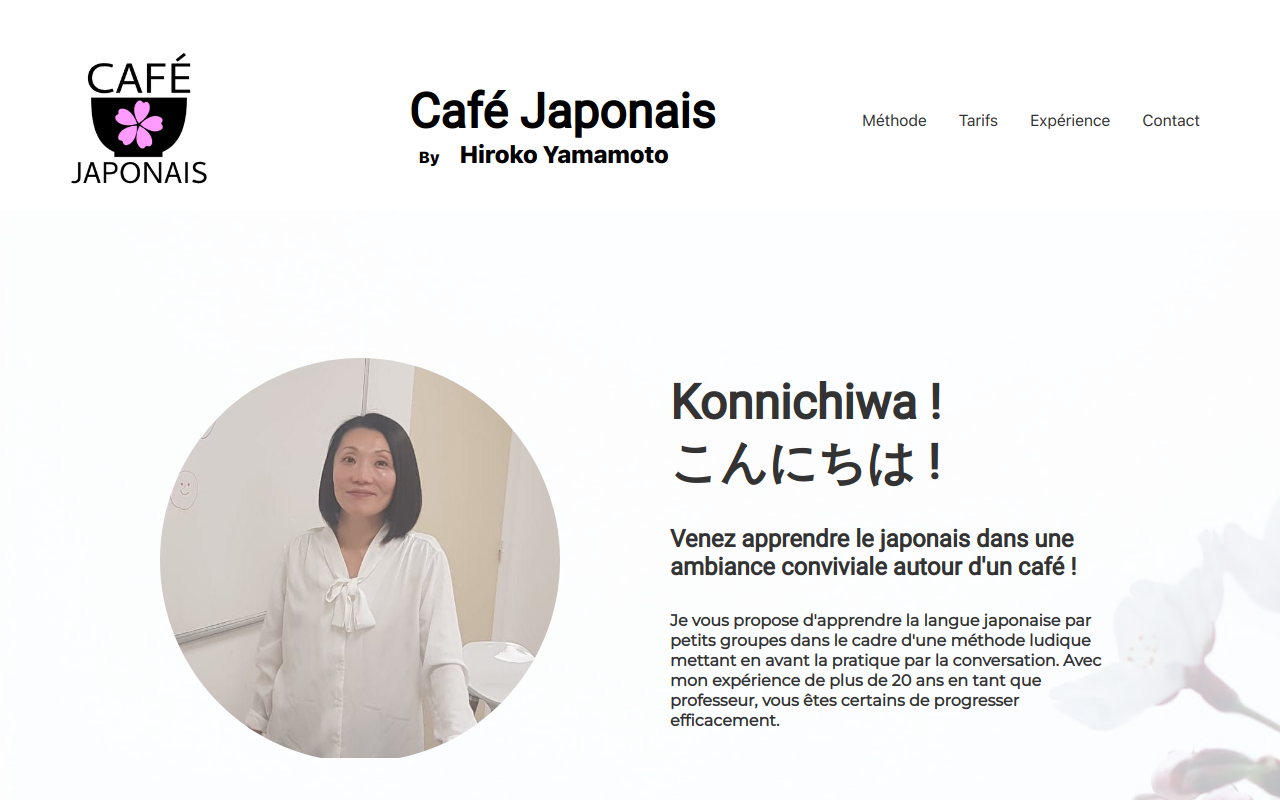 CAFÉ
JAPONAIS
Café Japonais
By Hiroko Yamamoto
Méthode Tarifs Expérience Contact
Konnichiwa !
こんにちは !
Venez apprendre le japonais dans une
ambiance conviviale autour d'un café !
Je vous propose d'apprendre la langue japonaise par
petits groupes dans le cadre d'une méthode ludique
mettant en avant la pratique par la conversation. Avec
mon expérience de plus de 20 ans en tant que
professeur, vous êtes certains de progresser
efficacement.